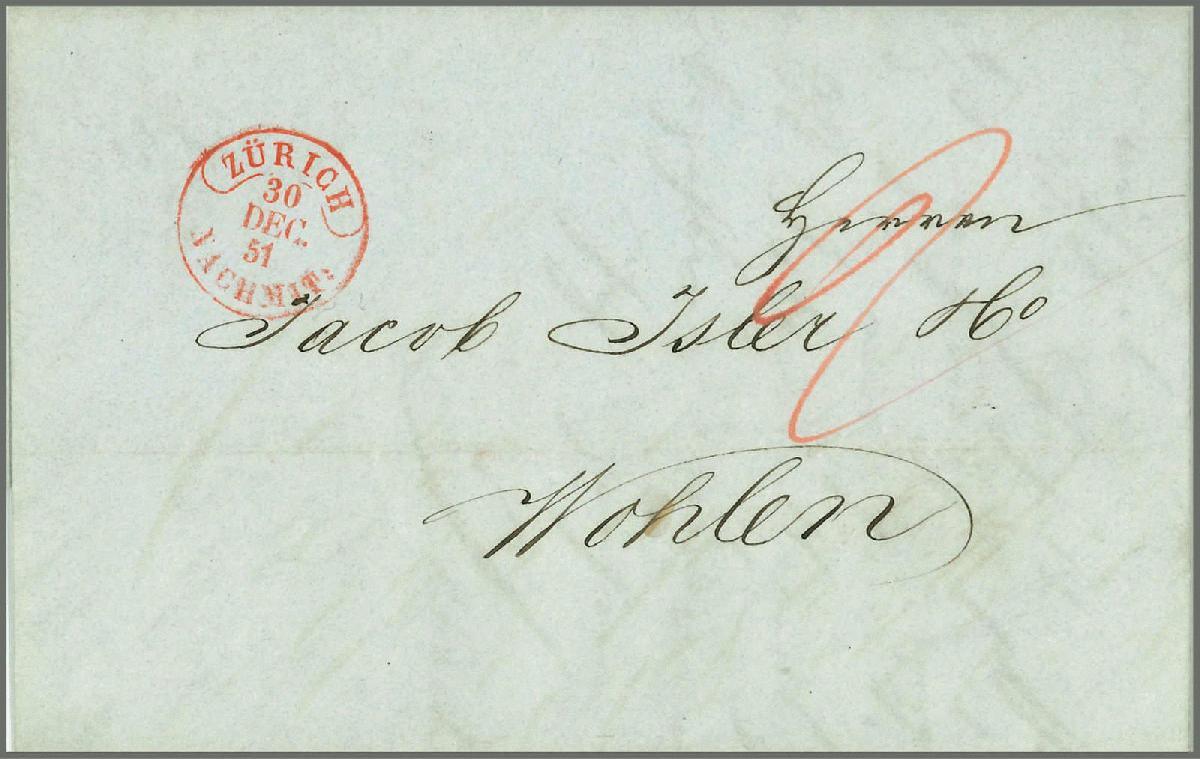 ZÜRICH
30
DEC.
51
NACHMIT:
Herren
Jacob Isler & Co
Wohlen